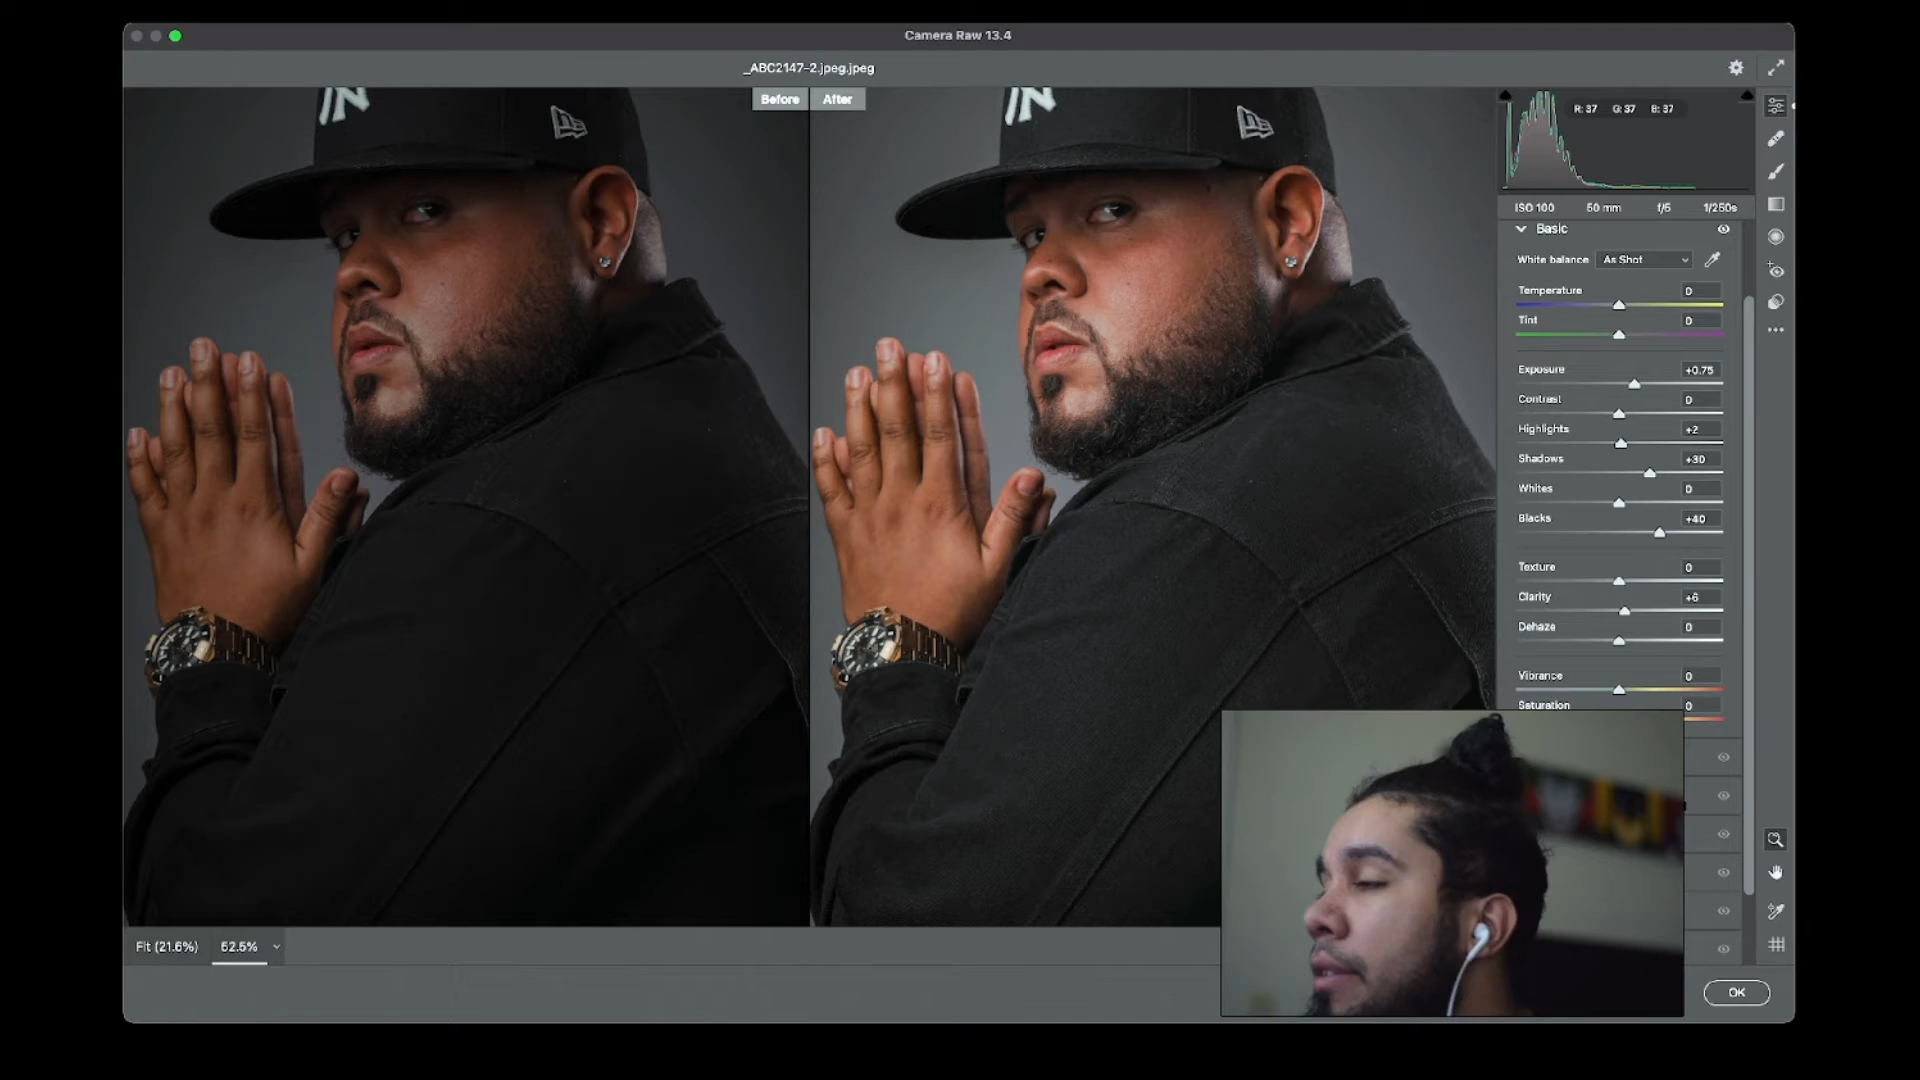 Camera Raw 13.4
_ABC2147-2.jpeg.jpeg
Before After
R: 37 G: 37 B: 37
ISO 100 50 mm f/5 1/250s
Basic
White balance As Shot
Temperature 0
Tint 0
Exposure +0.75
Contrast 0
Highlights +2
Shadows +30
Whites 0
Blacks +40
Texture 0
Clarity +6
Dehaze 0
Vibrance 0
Saturation 0
Fit (21.6%) 52.5%
OK